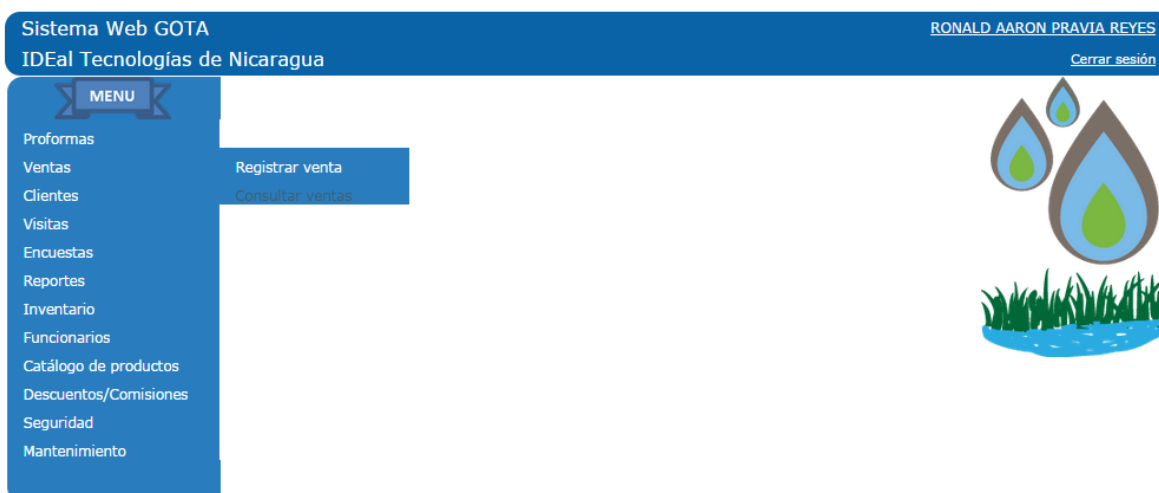 Sistema Web GOTA
RONALD AARON PRAVIA REYES
IDEal Tecnologías de Nicaragua
Cerrar sesión
MENU
Proformas
Ventas
Registrar venta
Clientes
Consultar ventas
Visitas
Encuestas
Reportes
Inventario
Funcionarios
Catálogo de productos
Descuentos/Comisiones
Seguridad
Mantenimiento